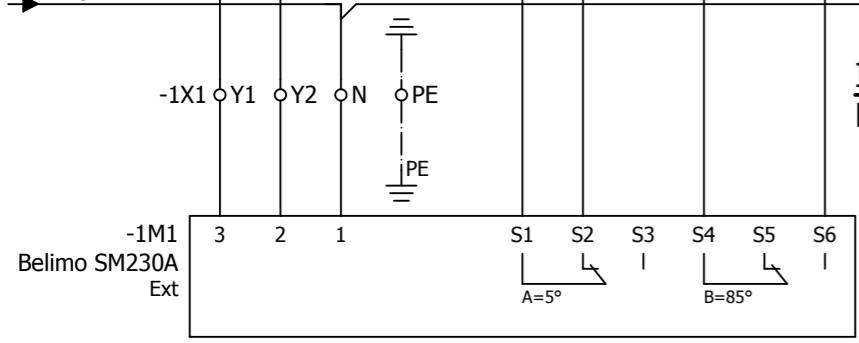 -1X1 Y1 Y2 N PE
PE
-1M1 3 2 1 S1 S2 S3 S4 S5 S6
Belimo SM230A
Ext
A=5° B=85°